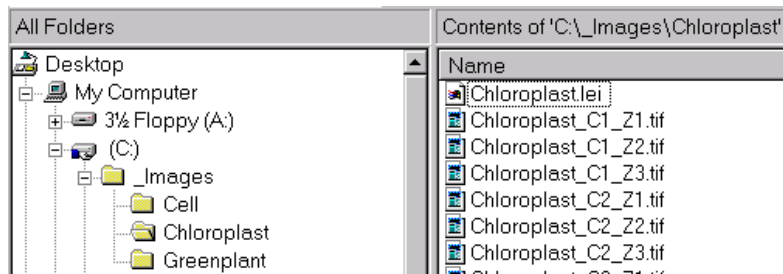 All Folders
Contents of 'C:\_Images\Chloroplast'
Desktop
My Computer
3½ Floppy (A:)
(C:)
_Images
Cell
Chloroplast
Greenplant
Name
Chloroplast.lei
Chloroplast_C1_Z1.tif
Chloroplast_C1_Z2.tif
Chloroplast_C1_Z3.tif
Chloroplast_C2_Z1.tif
Chloroplast_C2_Z2.tif
Chloroplast_C2_Z3.tif